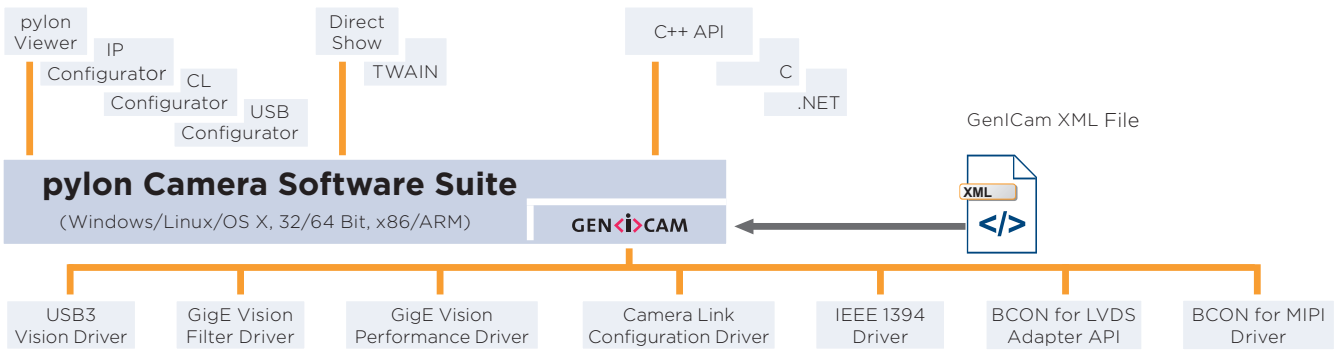 pylon
Viewer
IP
Configurator
CL
Configurator
USB
Configurator
Direct
Show
TWAIN
C++ API
C
.NET
GenICam XML File
XML
</>
pylon Camera Software Suite
(Windows/Linux/OS X, 32/64 Bit, x86/ARM)
GEN<i>CAM
USB3
Vision Driver
GigE Vision
Filter Driver
GigE Vision
Performance Driver
Camera Link
Configuration Driver
IEEE 1394
Driver
BCON for LVDS
Adapter API
BCON for MIPI
Driver